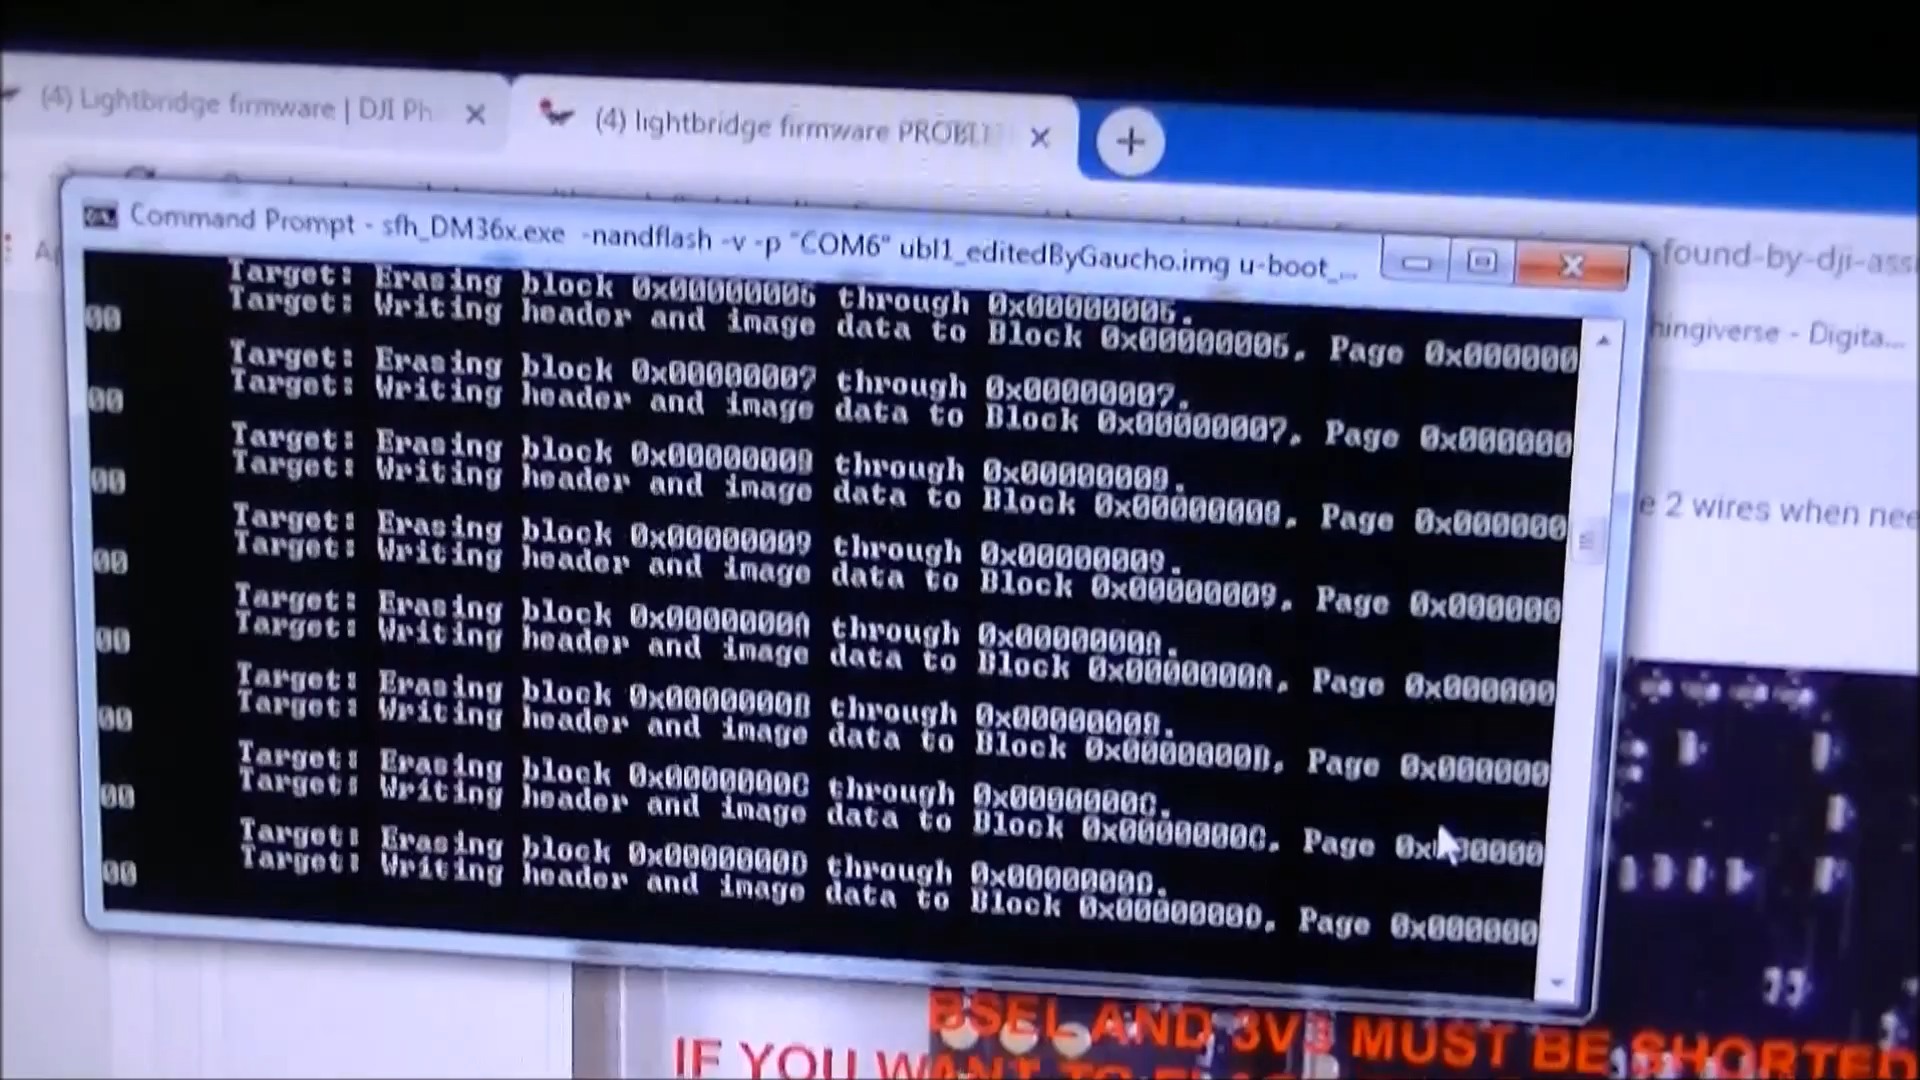 (4) Lightbridge firmware | DJI Ph
(4) lightbridge firmware PROBL
Command Prompt - sfh_DM36x.exe -nandflash -v -p "COM6" ubl1_editedByGaucho.img u-boot_...
found-by-dji-ass
hingiverse - Digita...
e 2 wires when nee
Target: Erasing block 0x00000006 through 0x00000006.
Target: Writing header and image data to Block 0x00000006, Page 0x000000
00
Target: Erasing block 0x00000007 through 0x00000007.
Target: Writing header and image data to Block 0x00000007, Page 0x000000
00
Target: Erasing block 0x00000008 through 0x00000008.
Target: Writing header and image data to Block 0x00000008, Page 0x000000
00
Target: Erasing block 0x00000009 through 0x00000009.
Target: Writing header and image data to Block 0x00000009, Page 0x000000
00
Target: Erasing block 0x0000000A through 0x0000000A.
Target: Writing header and image data to Block 0x0000000A, Page 0x000000
00
Target: Erasing block 0x0000000B through 0x0000000B.
Target: Writing header and image data to Block 0x0000000B, Page 0x000000
00
Target: Erasing block 0x0000000C through 0x0000000C.
Target: Writing header and image data to Block 0x0000000C, Page 0x000000
00
Target: Erasing block 0x0000000D through 0x0000000D.
Target: Writing header and image data to Block 0x0000000D, Page 0x000000
00
BSEL AND 3V3 MUST BE SHORTED
IF YOU WANT TO